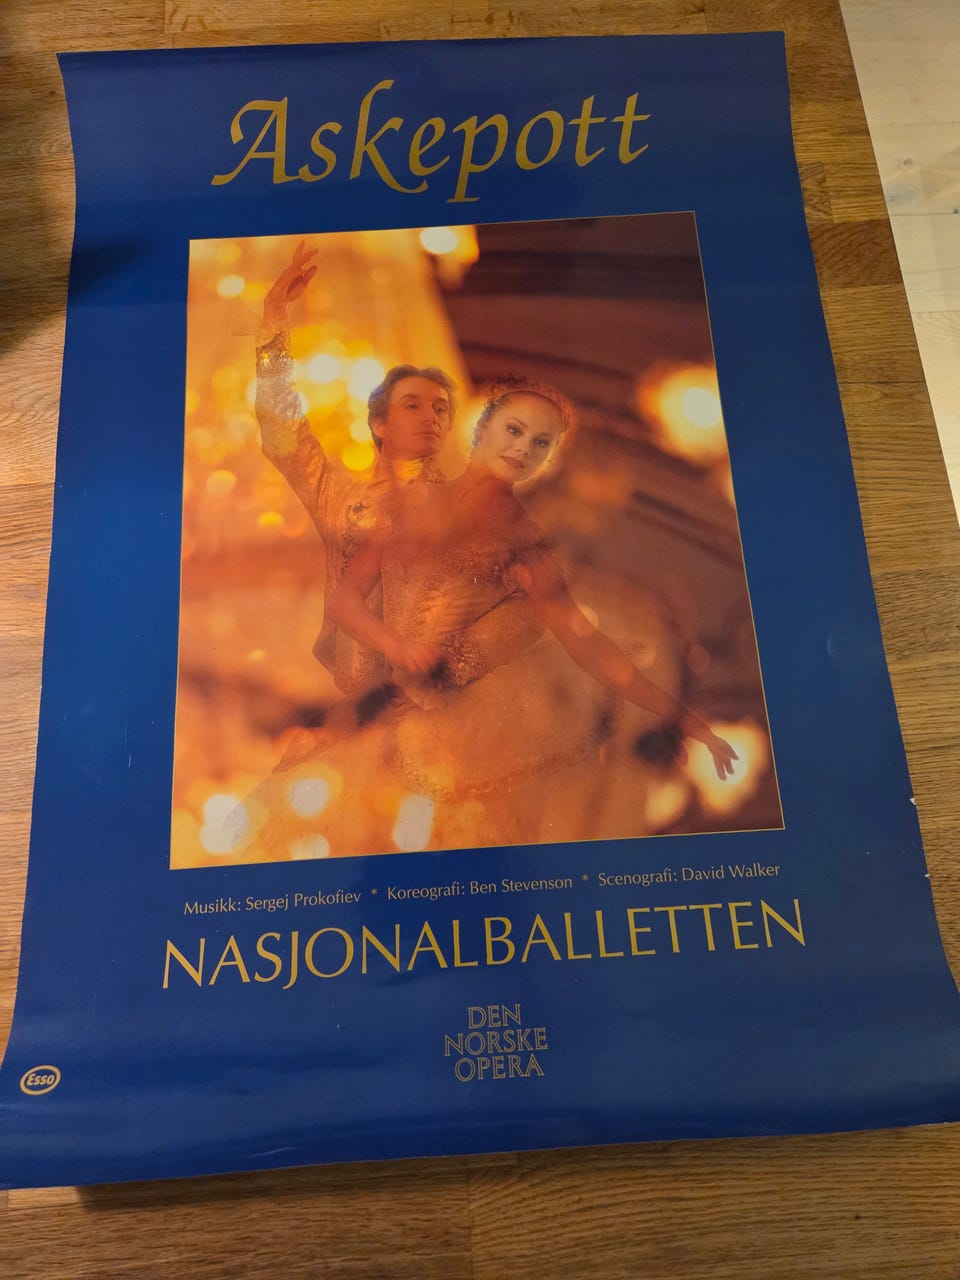 Askepott
Musikk: Sergej Prokofiev * Koreografi: Ben Stevenson * Scenografi: David Walker
NASJONALBALLETTEN
DEN
NORSKE
OPERA
Esso